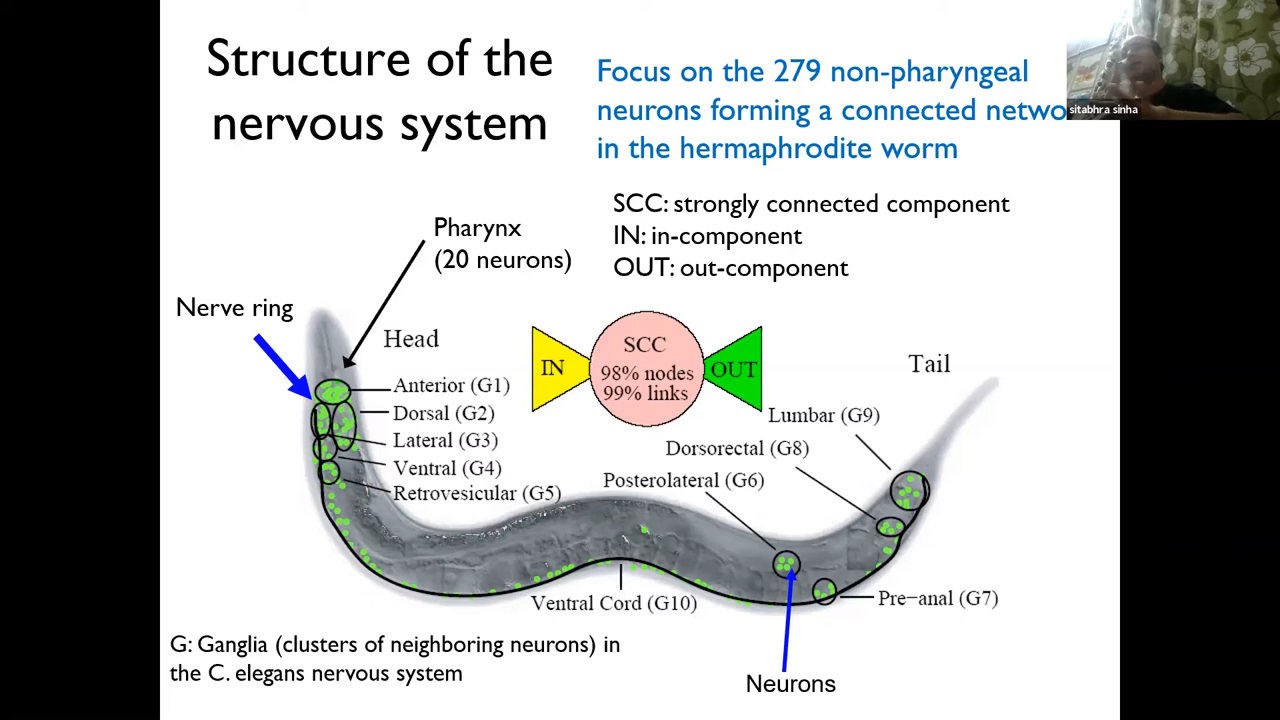 Structure of the
nervous system
Focus on the 279 non-pharyngeal
neurons forming a connected netwo
in the hermaphrodite worm
sitabhra sinha
SCC: strongly connected component
IN: in-component
OUT: out-component
Pharynx
(20 neurons)
Nerve ring
Head
Anterior (G1)
Dorsal (G2)
Lateral (G3)
Ventral (G4)
Retrovesicular (G5)
IN
SCC
98% nodes
99% links
OUT
Tail
Lumbar (G9)
Dorsorectal (G8)
Posterolateral (G6)
Ventral Cord (G10)
Pre-anal (G7)
G: Ganglia (clusters of neighboring neurons) in
the C. elegans nervous system
Neurons